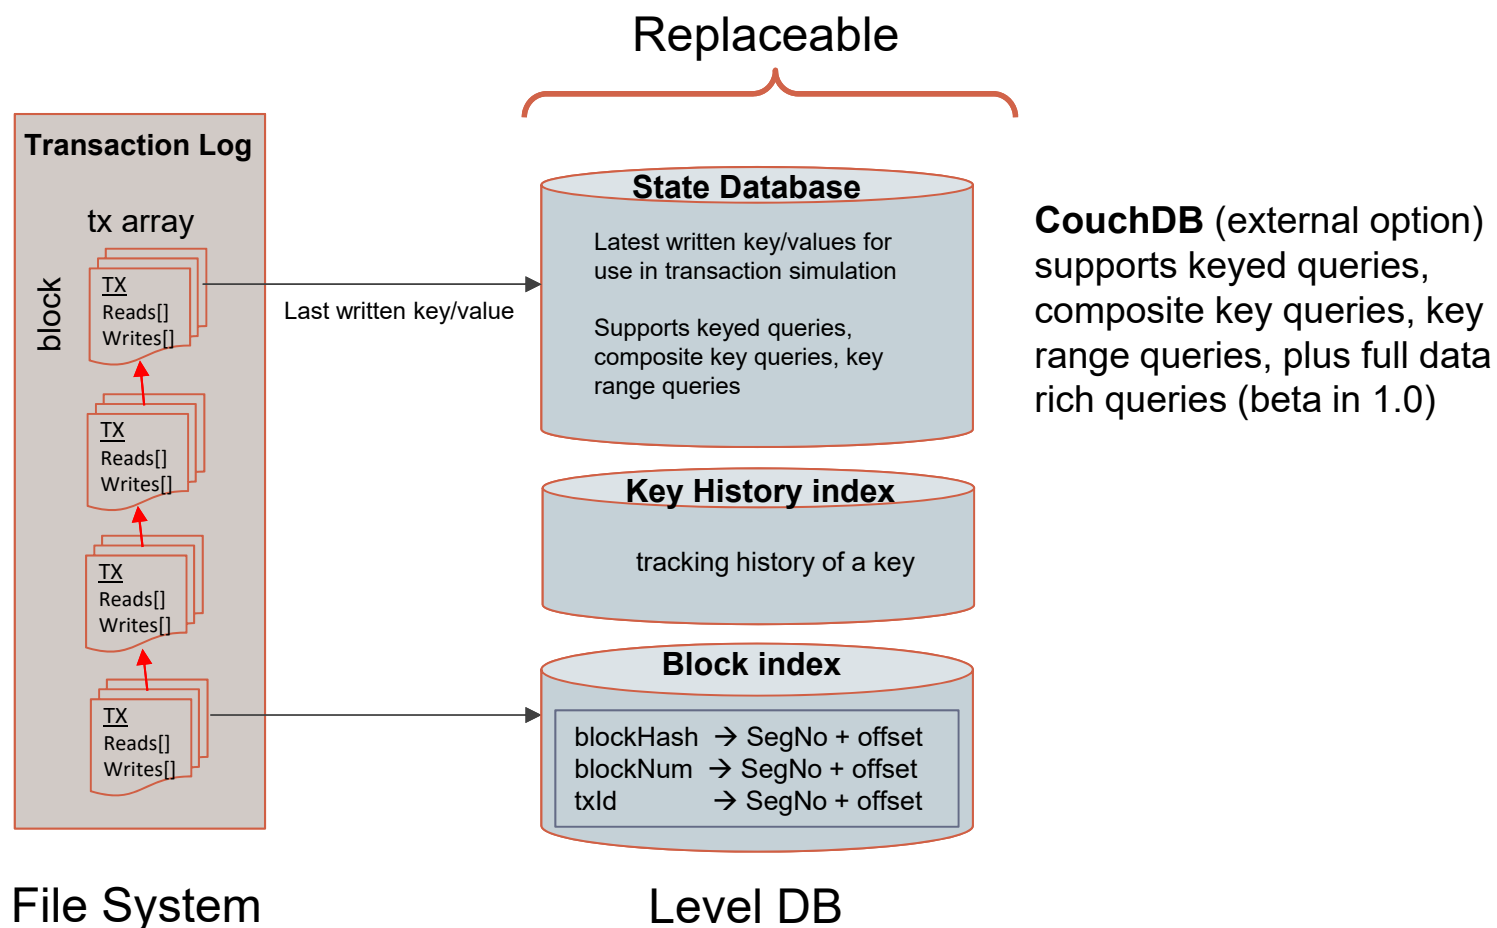 Replaceable
Transaction Log
tx array
block
TX
Reads[]
Writes[]
TX
Reads[]
Writes[]
TX
Reads[]
Writes[]
TX
Reads[]
Writes[]
Last written key/value
State Database
Latest written key/values for
use in transaction simulation
Supports keyed queries,
composite key queries, key
range queries
Key History index
tracking history of a key
Block index
blockHash → SegNo + offset
blockNum → SegNo + offset
txId → SegNo + offset
CouchDB (external option)
supports keyed queries,
composite key queries, key
range queries, plus full data
rich queries (beta in 1.0)
File System
Level DB